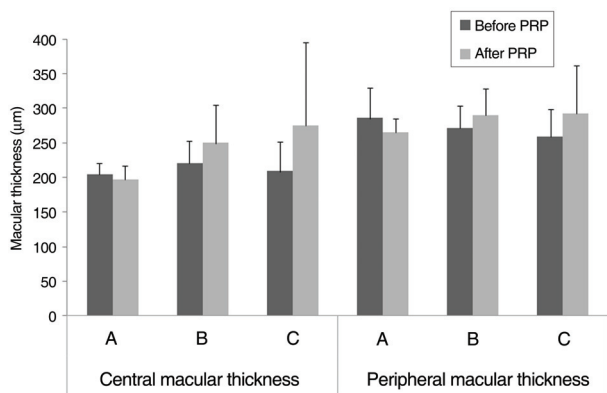 Before PRP
After PRP
Macular thickness (μm)
400
350
300
250
200
150
100
50
0
A B C A B C
Central macular thickness Peripheral macular thickness